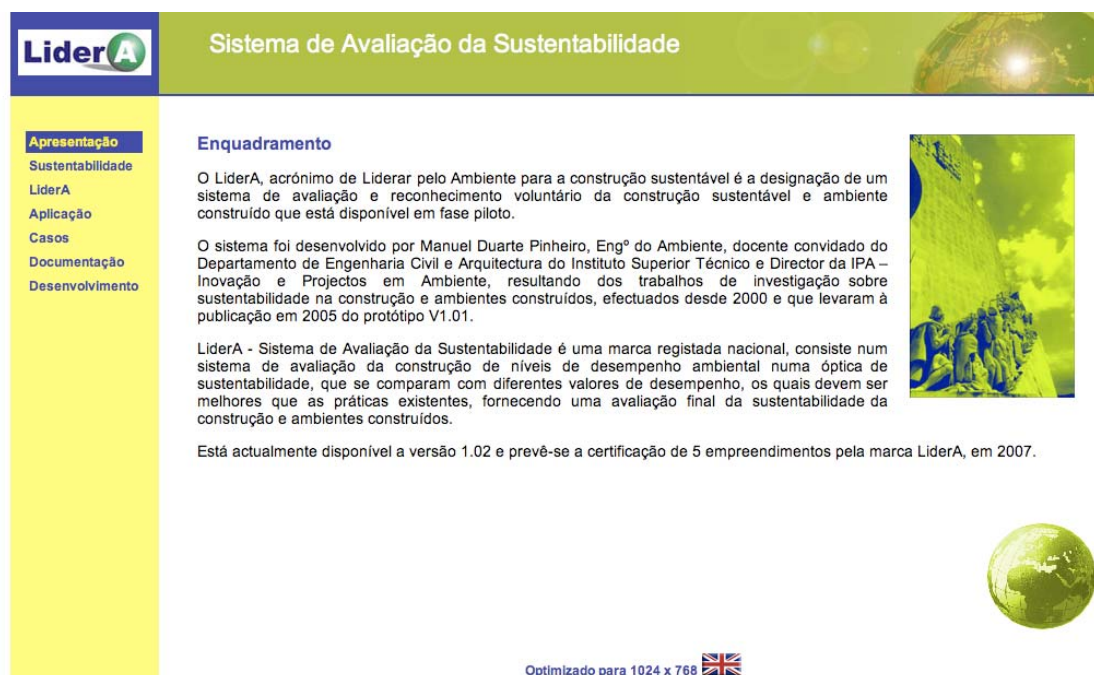 LiderA
Sistema de Avaliação da Sustentabilidade
Apresentação
Sustentabilidade
LiderA
Aplicação
Casos
Documentação
Desenvolvimento
Enquadramento
O LiderA, acrónimo de Liderar pelo Ambiente para a construção sustentável é a designação de um
sistema de avaliação e reconhecimento voluntário da construção sustentável e ambiente
construído que está disponível em fase piloto.
O sistema foi desenvolvido por Manuel Duarte Pinheiro, Engº do Ambiente, docente convidado do
Departamento de Engenharia Civil e Arquitectura do Instituto Superior Técnico e Director da IPA –
Inovação e Projectos em Ambiente, resultando dos trabalhos de investigação sobre
sustentabilidade na construção e ambientes construídos, efectuados desde 2000 e que levaram à
publicação em 2005 do protótipo V1.01.
LiderA - Sistema de Avaliação da Sustentabilidade é uma marca registada nacional, consiste num
sistema de avaliação da construção de níveis de desempenho ambiental numa óptica de
sustentabilidade, que se comparam com diferentes valores de desempenho, os quais devem ser
melhores que as práticas existentes, fornecendo uma avaliação final da sustentabilidade da
construção e ambientes construídos.
Está actualmente disponível a versão 1.02 e prevê-se a certificação de 5 empreendimentos pela marca LiderA, em 2007.
Optimizado para 1024 x 768